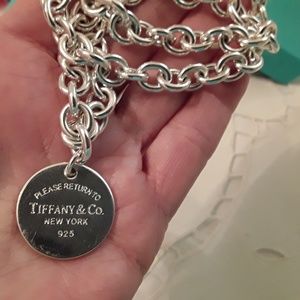 PLEASE RETURN TO
TIFFANY & CO.
NEW YORK
925